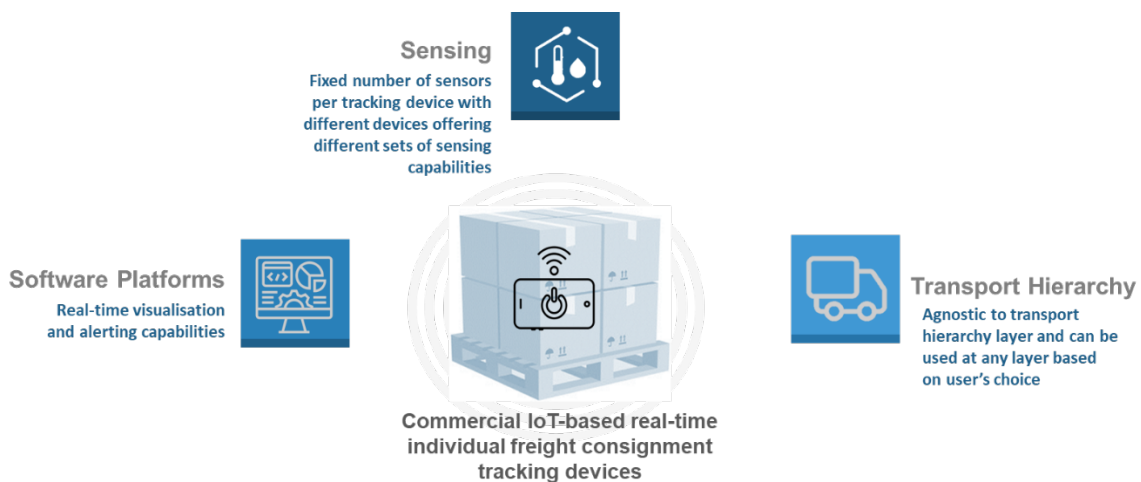 Sensing
Fixed number of sensors
per tracking device with
different devices offering
different sets of sensing
capabilities
Software Platforms
Real-time visualisation
and alerting capabilities
Transport Hierarchy
Agnostic to transport
hierarchy layer and can be
used at any layer based
on user's choice
Commercial IoT-based real-time
individual freight consignment
tracking devices